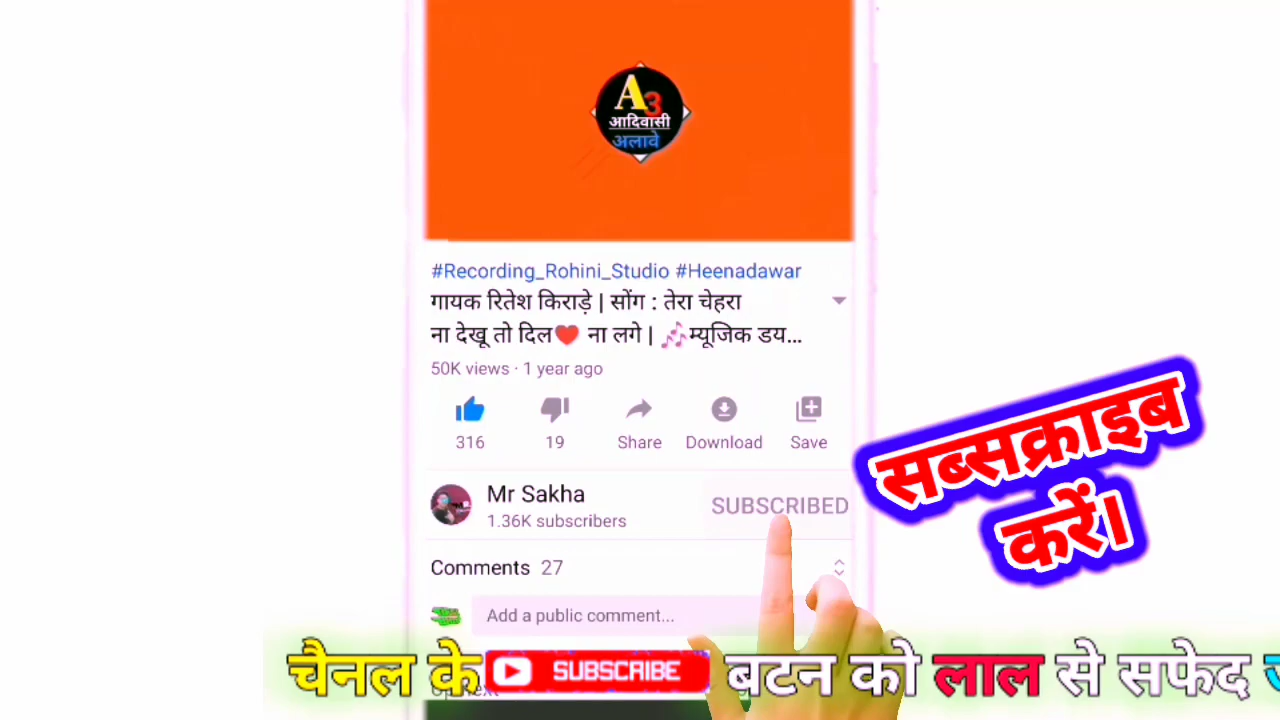 A3
आदिवासी
अलावे
#Recording_Rohini_Studio #Heenadawar
गायक रितेश किराड़े | सोंग : तेरा चेहरा
ना देखू तो दिल❤️ ना लगे | 🎶म्यूजिक डय...
50K views · 1 year ago
316 19 Share Download Save
Mr Sakha
1.36K subscribers
SUBSCRIBED
सब्सक्राइब
करें।
Comments 27
Add a public comment...
चैनल के SUBSCRIBE बटन को लाल से सफेद